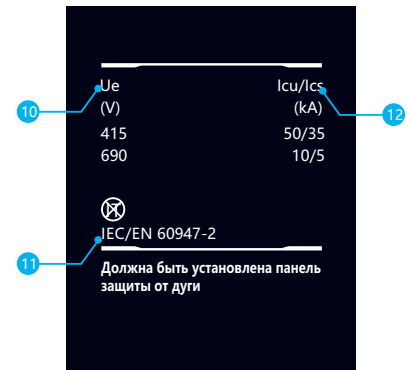 Ue Icu/Ics
(V) (kA)
415 50/35
690 10/5
IT
IEC/EN 60947-2
Должна быть установлена панель
защиты от дуги
10
12
11